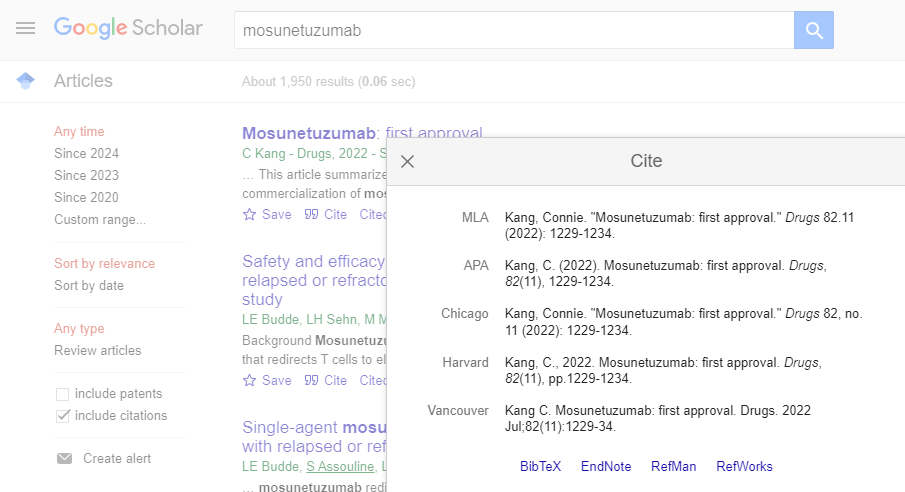 Google Scholar
mosunetuzumab
Articles
About 1,950 results (0.06 sec)
Any time
Since 2024
Since 2023
Since 2020
Custom range...
Sort by relevance
Sort by date
Any type
Review articles
include patents
include citations
Create alert
Mosunetuzumab: first approval
C Kang - Drugs, 2022 - S
... This article summarize
commercialization of mos
Save Cite Cited
Safety and efficacy
relapsed or refracto
study
LE Budde, LH Sehn, M M
Background Mosunetuzu
that redirects T cells to el
Save Cite Cited
Single-agent mosu
with relapsed or ref
LE Budde, S Assouline, L
... mosunetuzumab redi
Cite
MLA
Kang, Connie. "Mosunetuzumab: first approval." Drugs 82.11
(2022): 1229-1234.
APA
Kang, C. (2022). Mosunetuzumab: first approval. Drugs,
82(11), 1229-1234.
Chicago
Kang, Connie. "Mosunetuzumab: first approval." Drugs 82, no.
11 (2022): 1229-1234.
Harvard
Kang, C., 2022. Mosunetuzumab: first approval. Drugs,
82(11), pp.1229-1234.
Vancouver
Kang C. Mosunetuzumab: first approval. Drugs. 2022
Jul;82(11):1229-34.
BibTeX EndNote RefMan RefWorks